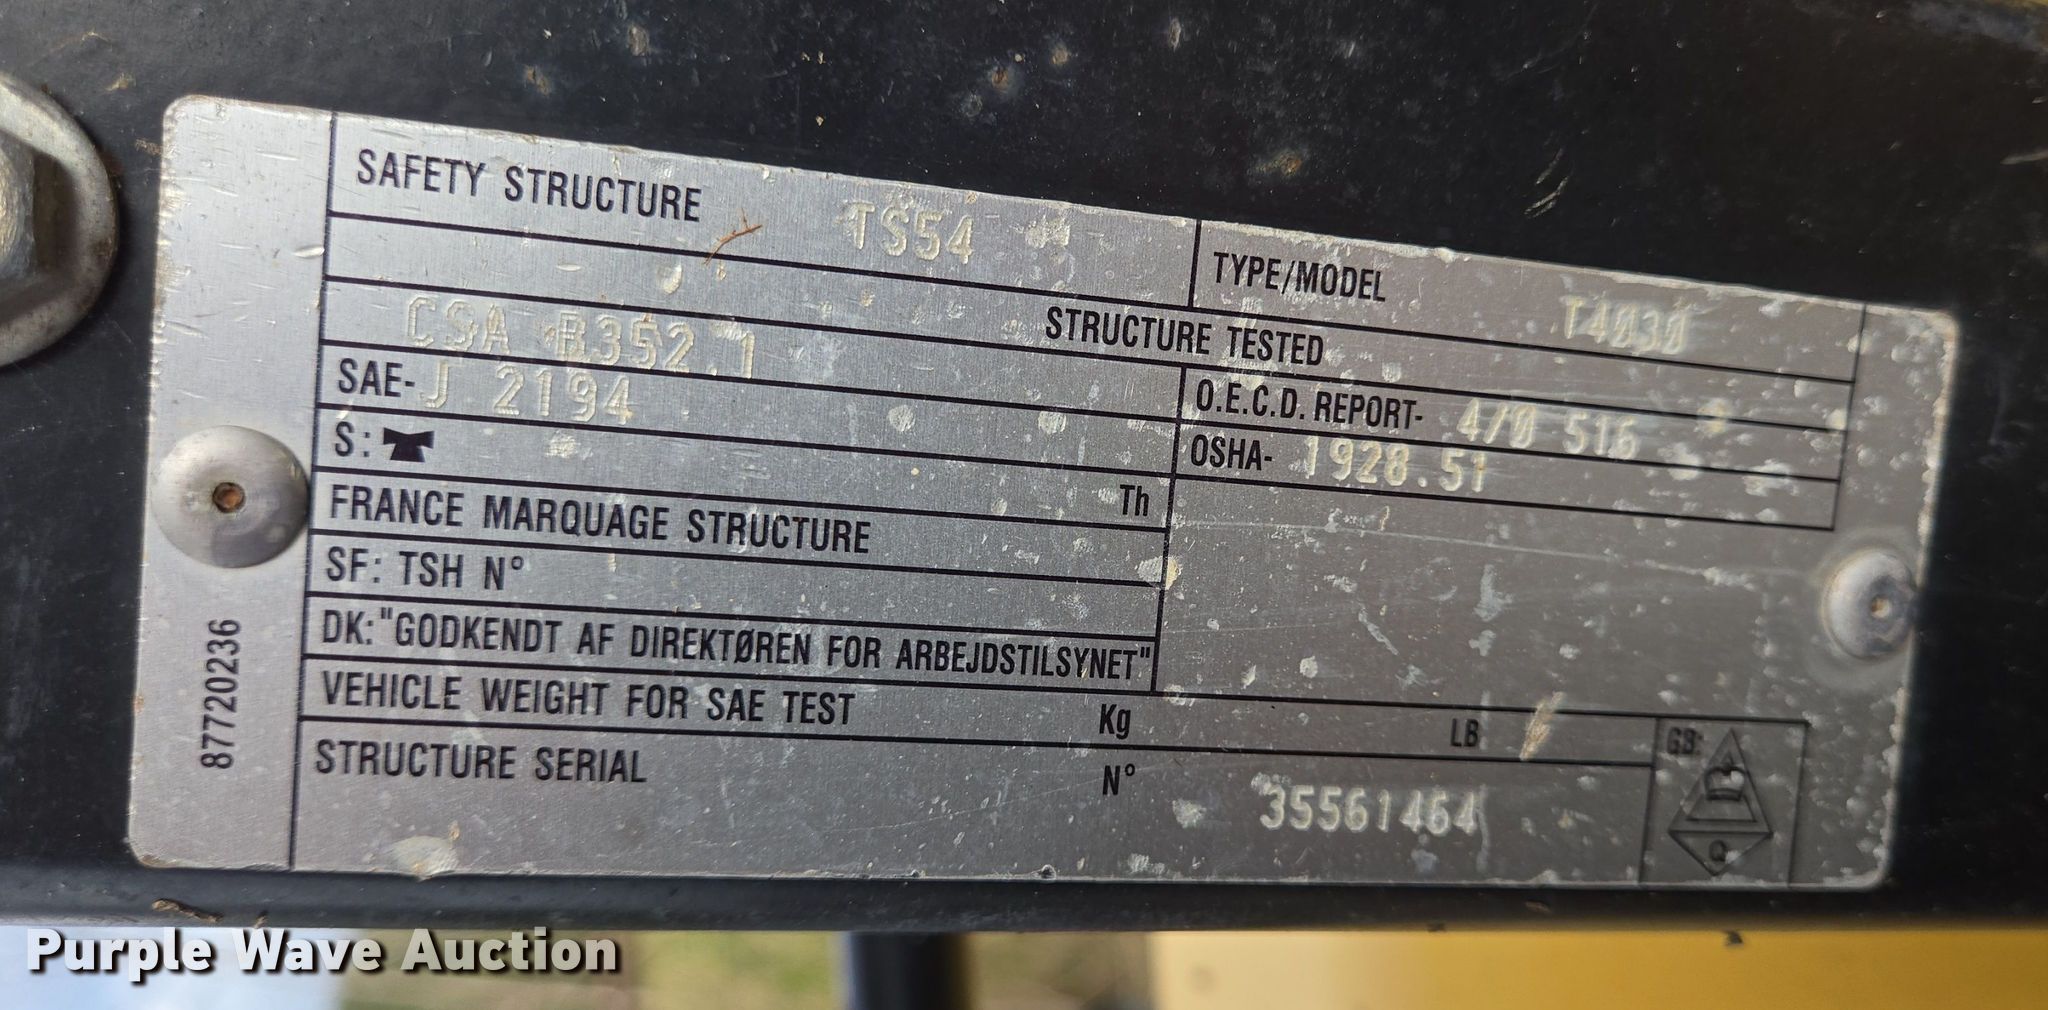 SAFETY STRUCTURE TS54
TYPE/MODEL T4030
STRUCTURE TESTED
CSA B352.1
SAE-J 2194
O.E.C.D. REPORT- 4/0 516
S:
OSHA- 1928.51
Th
FRANCE MARQUAGE STRUCTURE
SF: TSH N°
DK:"GODKENDT AF DIREKTØREN FOR ARBEJDSTILSYNET"
VEHICLE WEIGHT FOR SAE TEST Kg LB
STRUCTURE SERIAL N° 35561464
GB:
Q
87720236
Purple Wave Auction